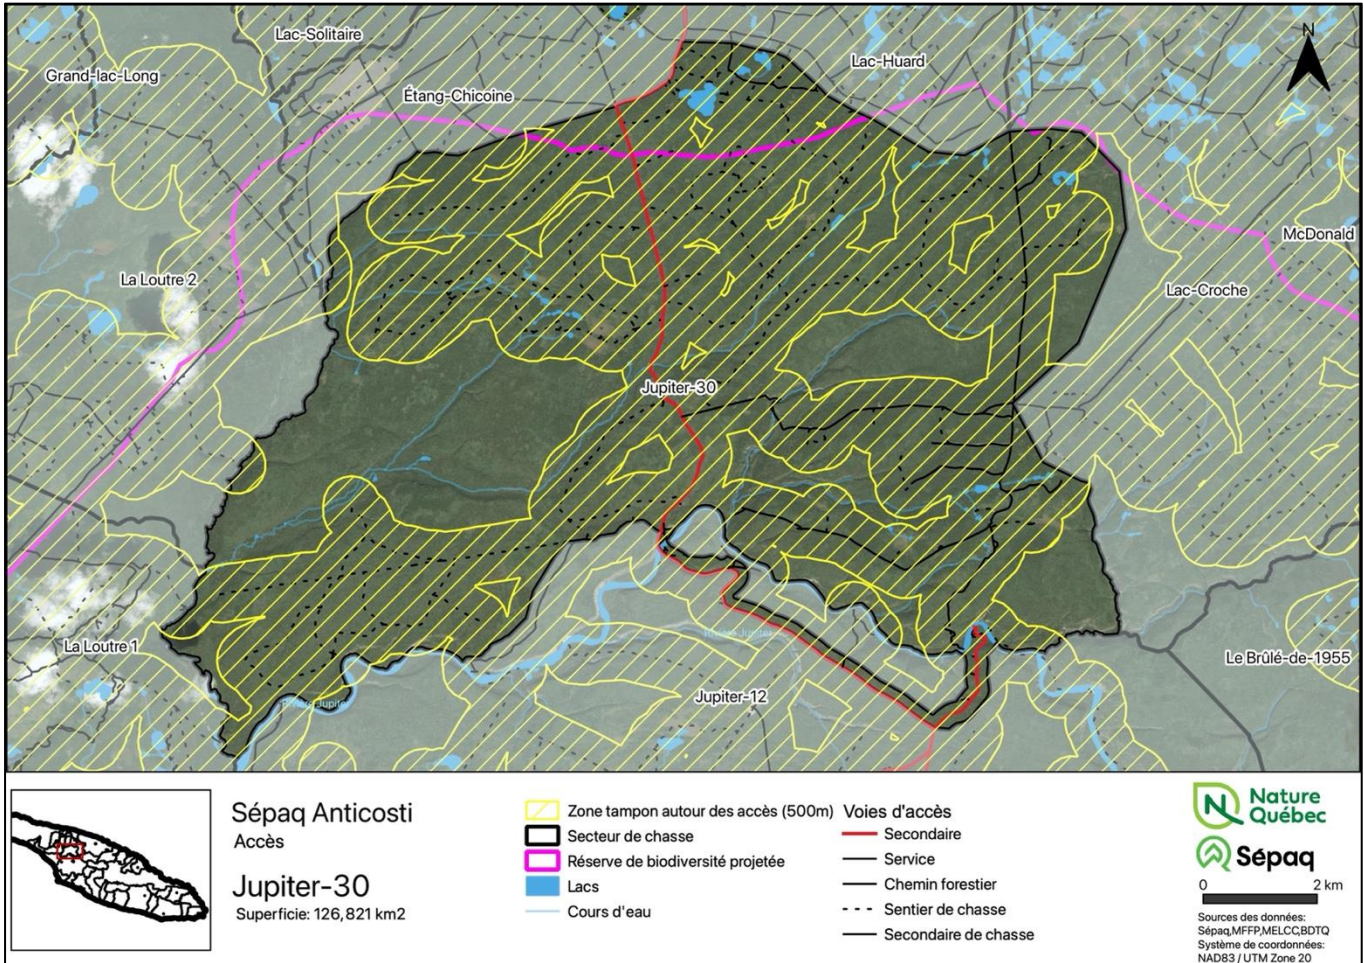 Lac-Solitaire
N
Lac-Huard
Grand-lac-Long
Étang-Chicoine
McDonald
La Loutre 2
Lac-Croche
Jupiter-30
Rivière Jupiter
La Loutre 1
Le Brûlé-de-1955
Jupiter-12
Rivière Jupiter
Sépaq Anticosti
Accès
Jupiter-30
Superficie: 126,821 km2
Zone tampon autour des accès (500m)
Secteur de chasse
Réserve de biodiversité projetée
Lacs
Cours d'eau
Voies d'accès
Secondaire
Service
Chemin forestier
Sentier de chasse
Secondaire de chasse
Nature
Québec
Sépaq
0 2 km
Sources des données:
Sépaq,MFFP,MELCC,BDTQ
Système de coordonnées:
NAD83 / UTM Zone 20